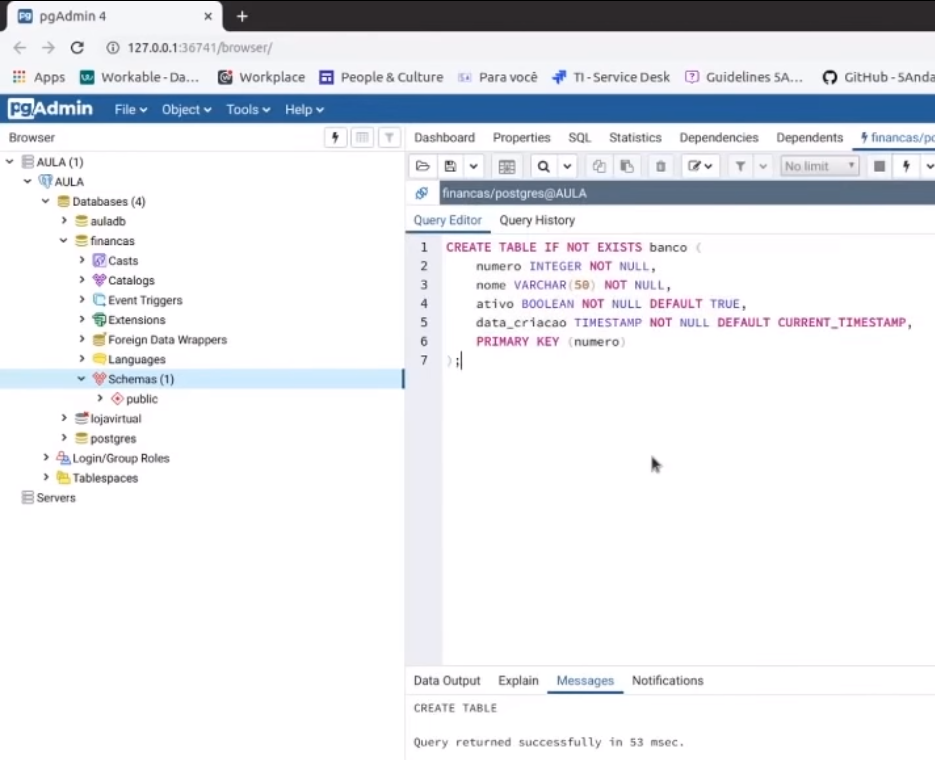 pgAdmin 4
127.0.0.1:36741/browser/
Apps Workable - Da... Workplace People & Culture Para você TI - Service Desk Guidelines 5A... GitHub - 5Anda
pgAdmin File Object Tools Help
Browser
Dashboard Properties SQL Statistics Dependencies Dependents financas/po
No limit
financas/postgres@AULA
Query Editor Query History
AULA (1)
AULA
Databases (4)
auladb
financas
Casts
Catalogs
Event Triggers
Extensions
Foreign Data Wrappers
Languages
Schemas (1)
public
lojavirtual
postgres
Login/Group Roles
Tablespaces
Servers
1 CREATE TABLE IF NOT EXISTS banco (
2 numero INTEGER NOT NULL,
3 nome VARCHAR(50) NOT NULL,
4 ativo BOOLEAN NOT NULL DEFAULT TRUE,
5 data_criacao TIMESTAMP NOT NULL DEFAULT CURRENT_TIMESTAMP,
6 PRIMARY KEY (numero)
7 );
Data Output Explain Messages Notifications
CREATE TABLE
Query returned successfully in 53 msec.